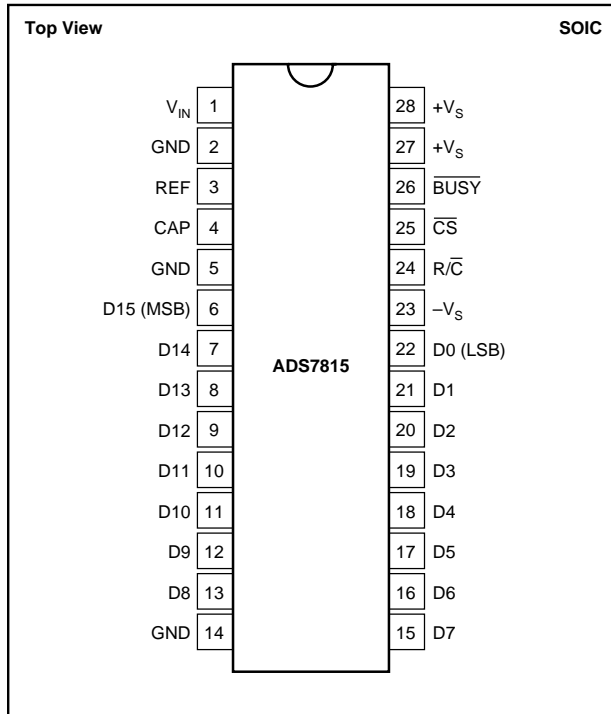 Top View SOIC
V_IN 1 28 +V_S
GND 2 27 +V_S
REF 3 26 B̅U̅S̅Y̅
CAP 4 25 C̅S̅
GND 5 24 R/C̅
D15 (MSB) 6 23 –V_S
D14 7 22 D0 (LSB)
ADS7815
D13 8 21 D1
D12 9 20 D2
D11 10 19 D3
D10 11 18 D4
D9 12 17 D5
D8 13 16 D6
GND 14 15 D7